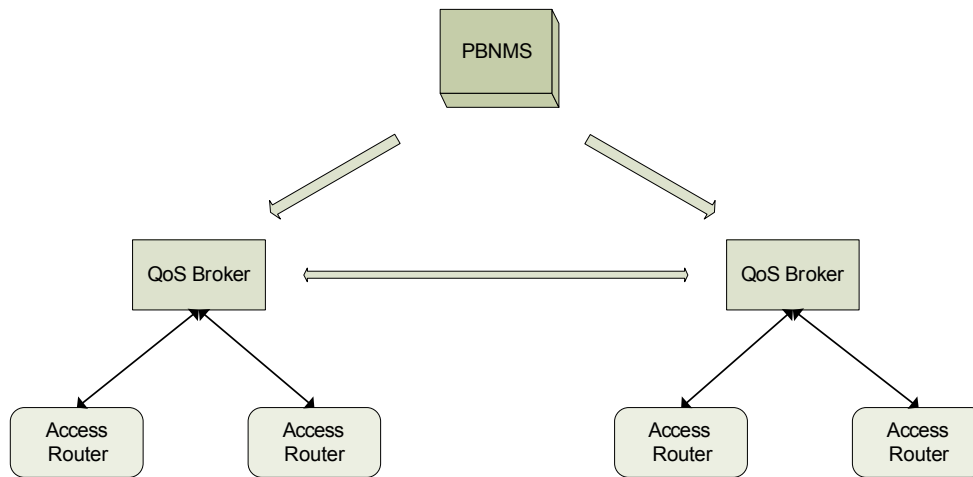 PBNMS
QoS Broker
QoS Broker
Access
Router
Access
Router
Access
Router
Access
Router